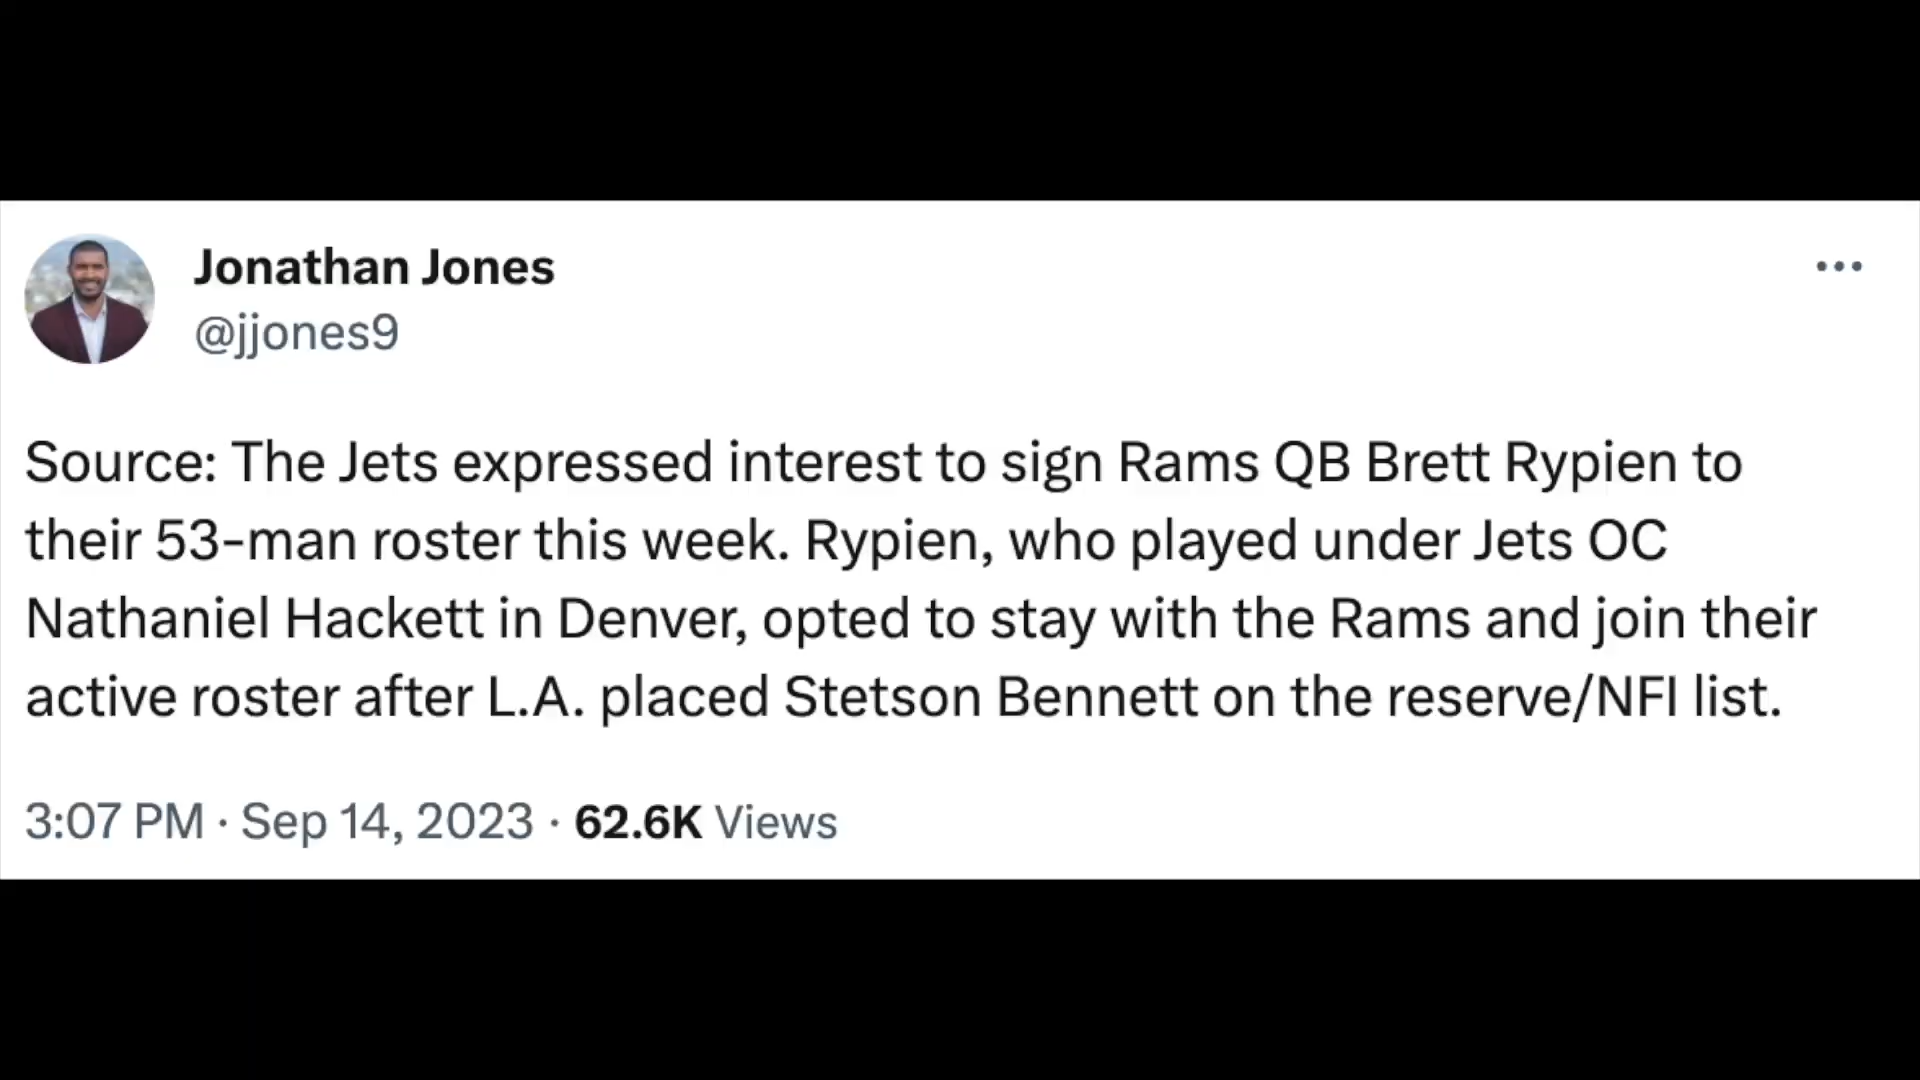 Jonathan Jones
@jjones9
Source: The Jets expressed interest to sign Rams QB Brett Rypien to
their 53-man roster this week. Rypien, who played under Jets OC
Nathaniel Hackett in Denver, opted to stay with the Rams and join their
active roster after L.A. placed Stetson Bennett on the reserve/NFI list.
3:07 PM · Sep 14, 2023 · 62.6K Views